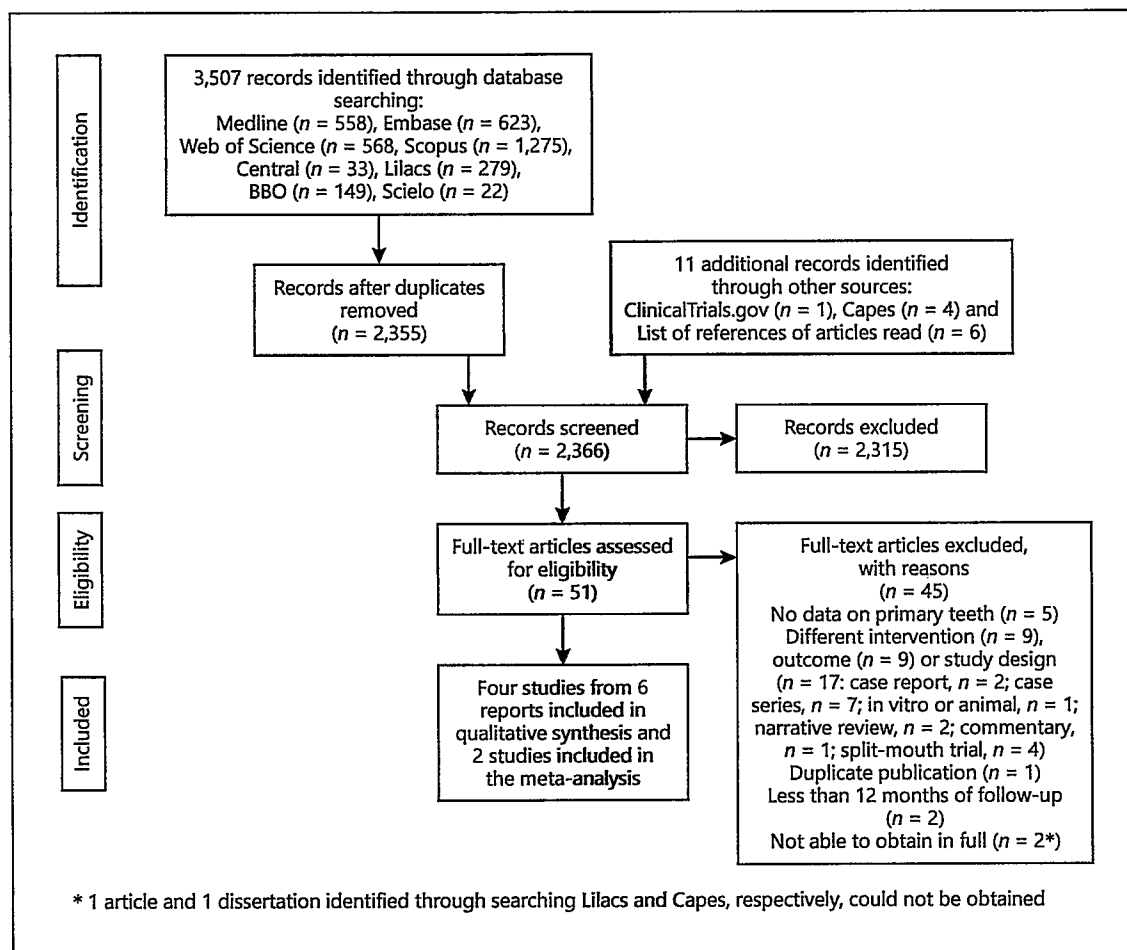 Identification
3,507 records identified through database
searching:
Medline (n = 558), Embase (n = 623),
Web of Science (n = 568, Scopus (n = 1,275),
Central (n = 33), Lilacs (n = 279),
BBO (n = 149), Scielo (n = 22)
Records after duplicates
removed
(n = 2,355)
11 additional records identified
through other sources:
ClinicalTrials.gov (n = 1), Capes (n = 4) and
List of references of articles read (n = 6)
Screening
Records screened
(n = 2,366)
Records excluded
(n = 2,315)
Eligibility
Full-text articles assessed
for eligibility
(n = 51)
Full-text articles excluded,
with reasons
(n = 45)
No data on primary teeth (n = 5)
Different intervention (n = 9),
outcome (n = 9) or study design
(n = 17: case report, n = 2; case
series, n = 7; in vitro or animal, n = 1;
narrative review, n = 2; commentary,
n = 1; split-mouth trial, n = 4)
Duplicate publication (n = 1)
Less than 12 months of follow-up
(n = 2)
Not able to obtain in full (n = 2*)
Included
Four studies from 6
reports included in
qualitative synthesis and
2 studies included in
the meta-analysis
* 1 article and 1 dissertation identified through searching Lilacs and Capes, respectively, could not be obtained